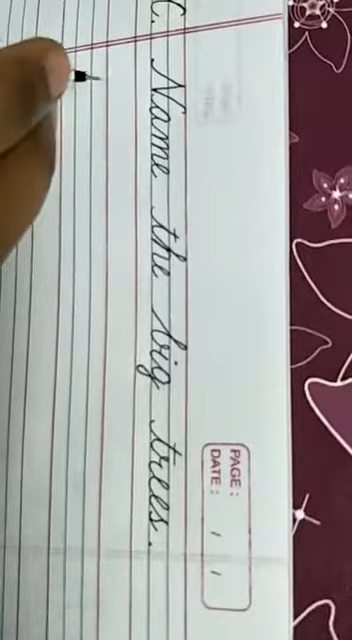 PAGE :
DATE : / /
C. Name the big trees.